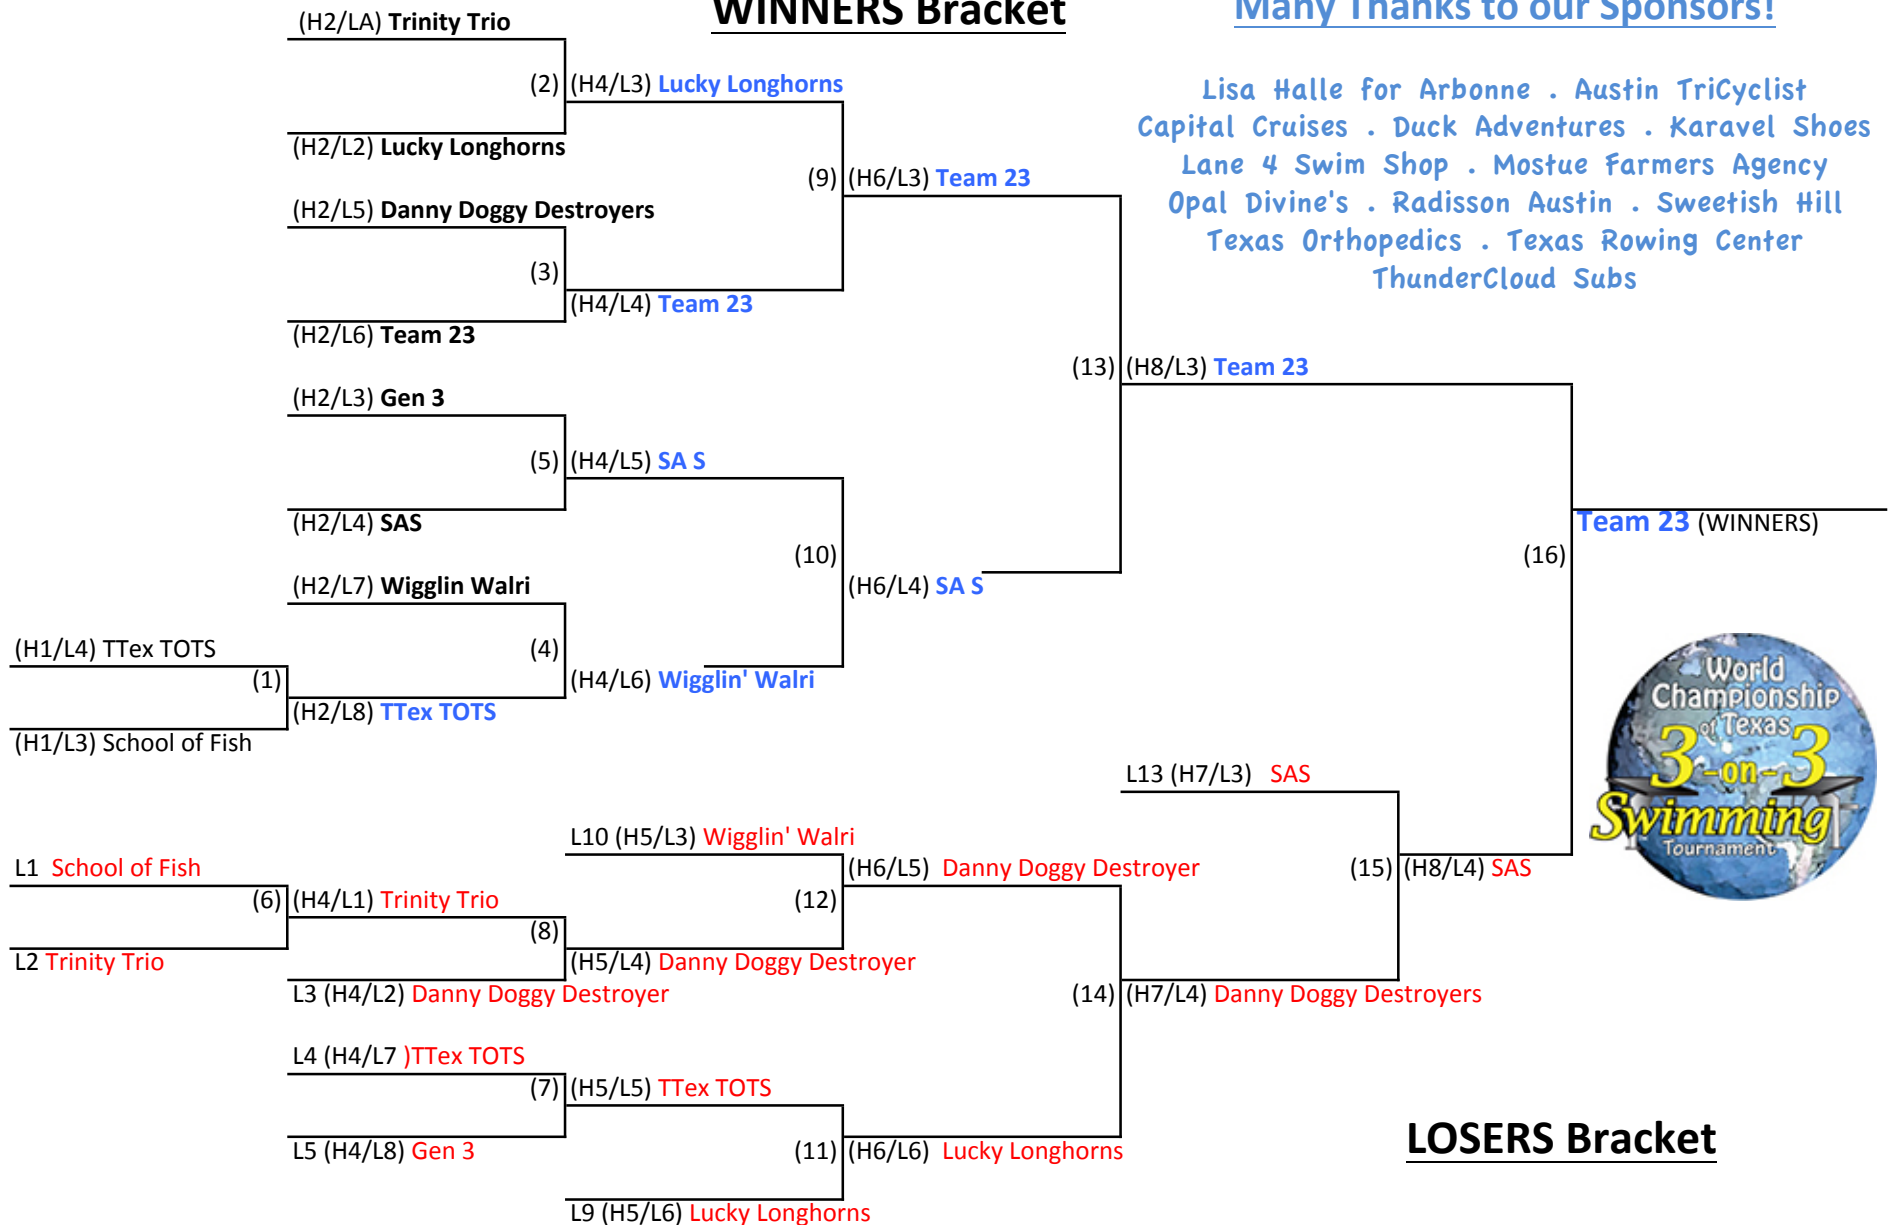 WINNERS Bracket
Many Thanks to our Sponsors!
Lisa Halle for Arbonne . Austin TriCyclist
Capital Cruises . Duck Adventures . Karavel Shoes
Lane 4 Swim Shop . Mostue Farmers Agency
Opal Divine's . Radisson Austin . Sweetish Hill
Texas Orthopedics . Texas Rowing Center
ThunderCloud Subs
(H2/LA) Trinity Trio
(2) (H4/L3) Lucky Longhorns
(H2/L2) Lucky Longhorns
(9) (H6/L3) Team 23
(H2/L5) Danny Doggy Destroyers
(3)
(H4/L4) Team 23
(H2/L6) Team 23
(13) (H8/L3) Team 23
(H2/L3) Gen 3
(5) (H4/L5) SA S
(H2/L4) SAS
Team 23 (WINNERS)
(10)
(16)
(H2/L7) Wigglin Walri
(H6/L4) SA S
(H1/L4) TTex TOTS
(4)
(1)
(H4/L6) Wigglin' Walri
(H2/L8) TTex TOTS
(H1/L3) School of Fish
World
Championship
of Texas
3-on-3
Swimming
Tournament
L13 (H7/L3) SAS
L10 (H5/L3) Wigglin' Walri
L1 School of Fish
(H6/L5) Danny Doggy Destroyer
(15) (H8/L4) SAS
(6) (H4/L1) Trinity Trio
(12)
(8)
L2 Trinity Trio
(H5/L4) Danny Doggy Destroyer
L3 (H4/L2) Danny Doggy Destroyer
(14) (H7/L4) Danny Doggy Destroyers
L4 (H4/L7 )TTex TOTS
(7) (H5/L5) TTex TOTS
L5 (H4/L8) Gen 3
(11) (H6/L6) Lucky Longhorns
LOSERS Bracket
L9 (H5/L6) Lucky Longhorns